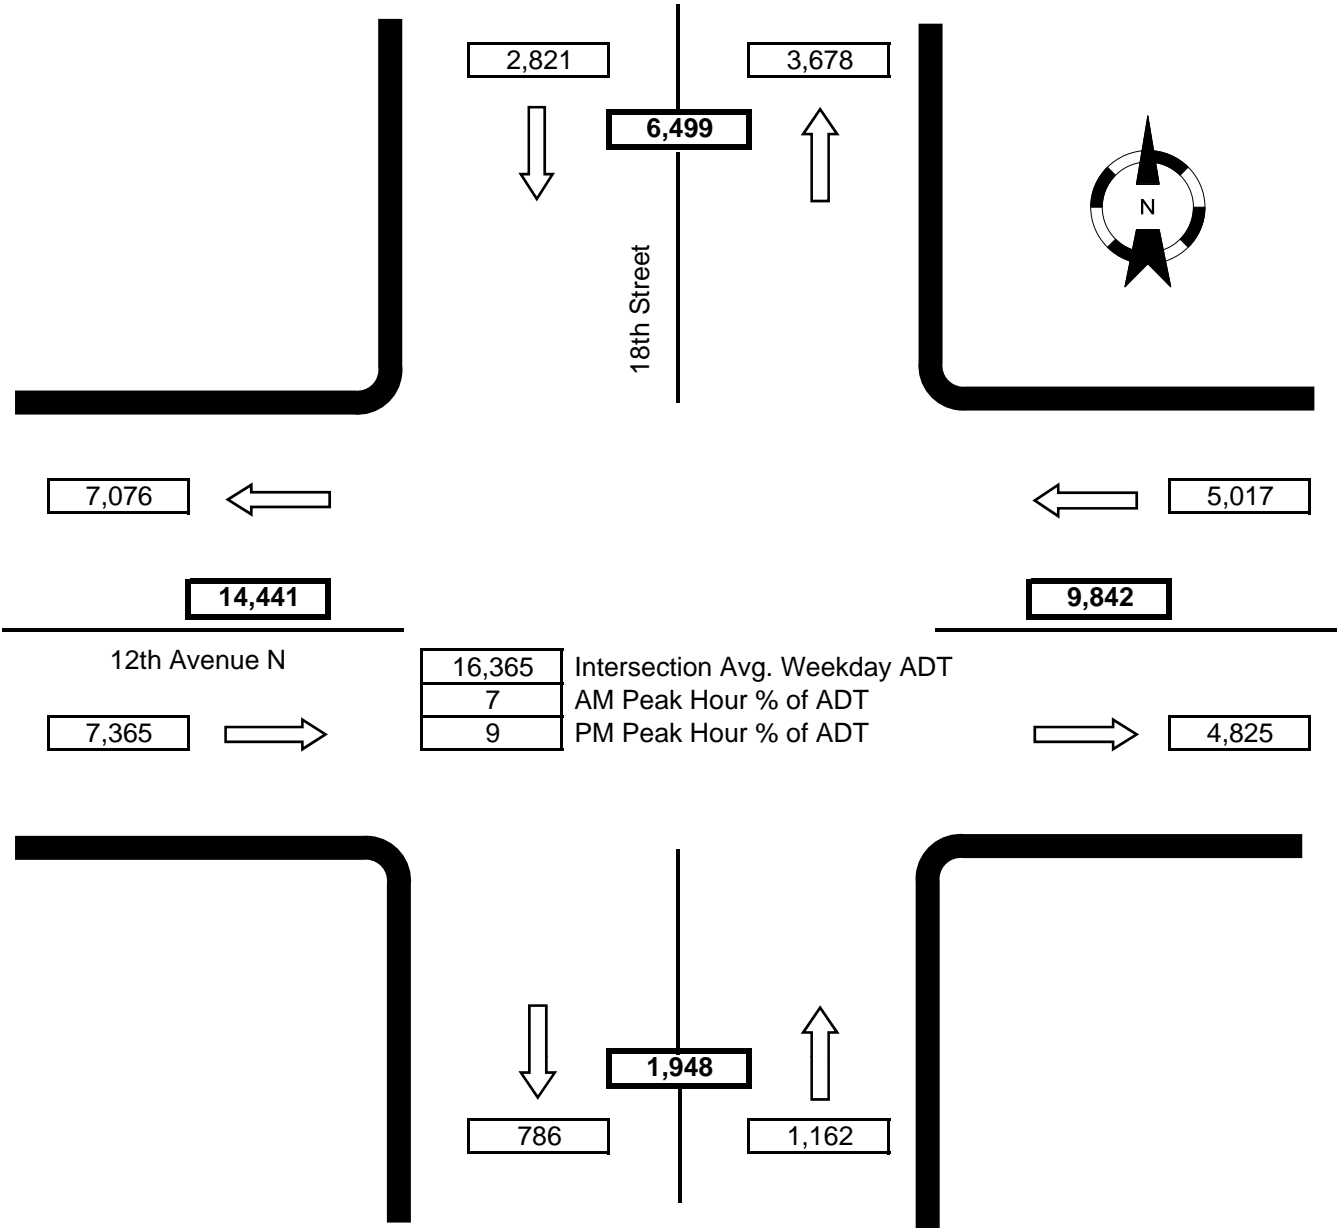 2,821
3,678
6,499
N
18th Street
7,076
5,017
14,441
9,842
12th Avenue N
16,365 Intersection Avg. Weekday ADT
7 AM Peak Hour % of ADT
7,365
9 PM Peak Hour % of ADT
4,825
1,948
786
1,162